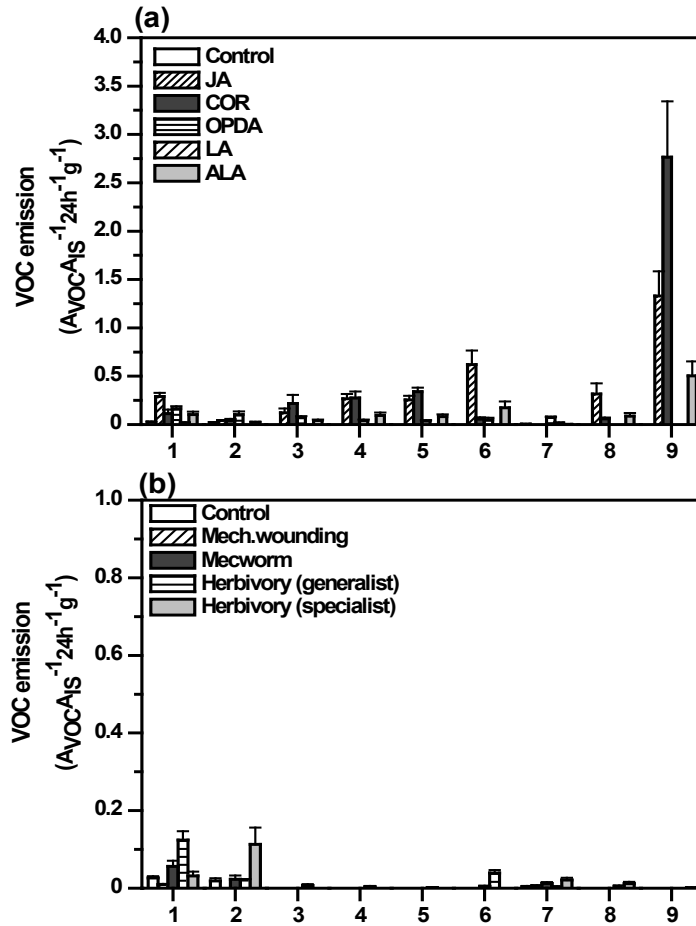 (a)
4.0
3.5
3.0
2.5
2.0
1.5
1.0
0.5
0
VOC emission
(AVOCAIS-124h-1g-1)
Control
JA
COR
OPDA
LA
ALA
1 2 3 4 5 6 7 8 9
(b)
1.0
0.8
0.6
0.4
0.2
0
VOC emission
(AVOCAIS-124h-1g-1)
Control
Mech.wounding
Mecworm
Herbivory (generalist)
Herbivory (specialist)
1 2 3 4 5 6 7 8 9